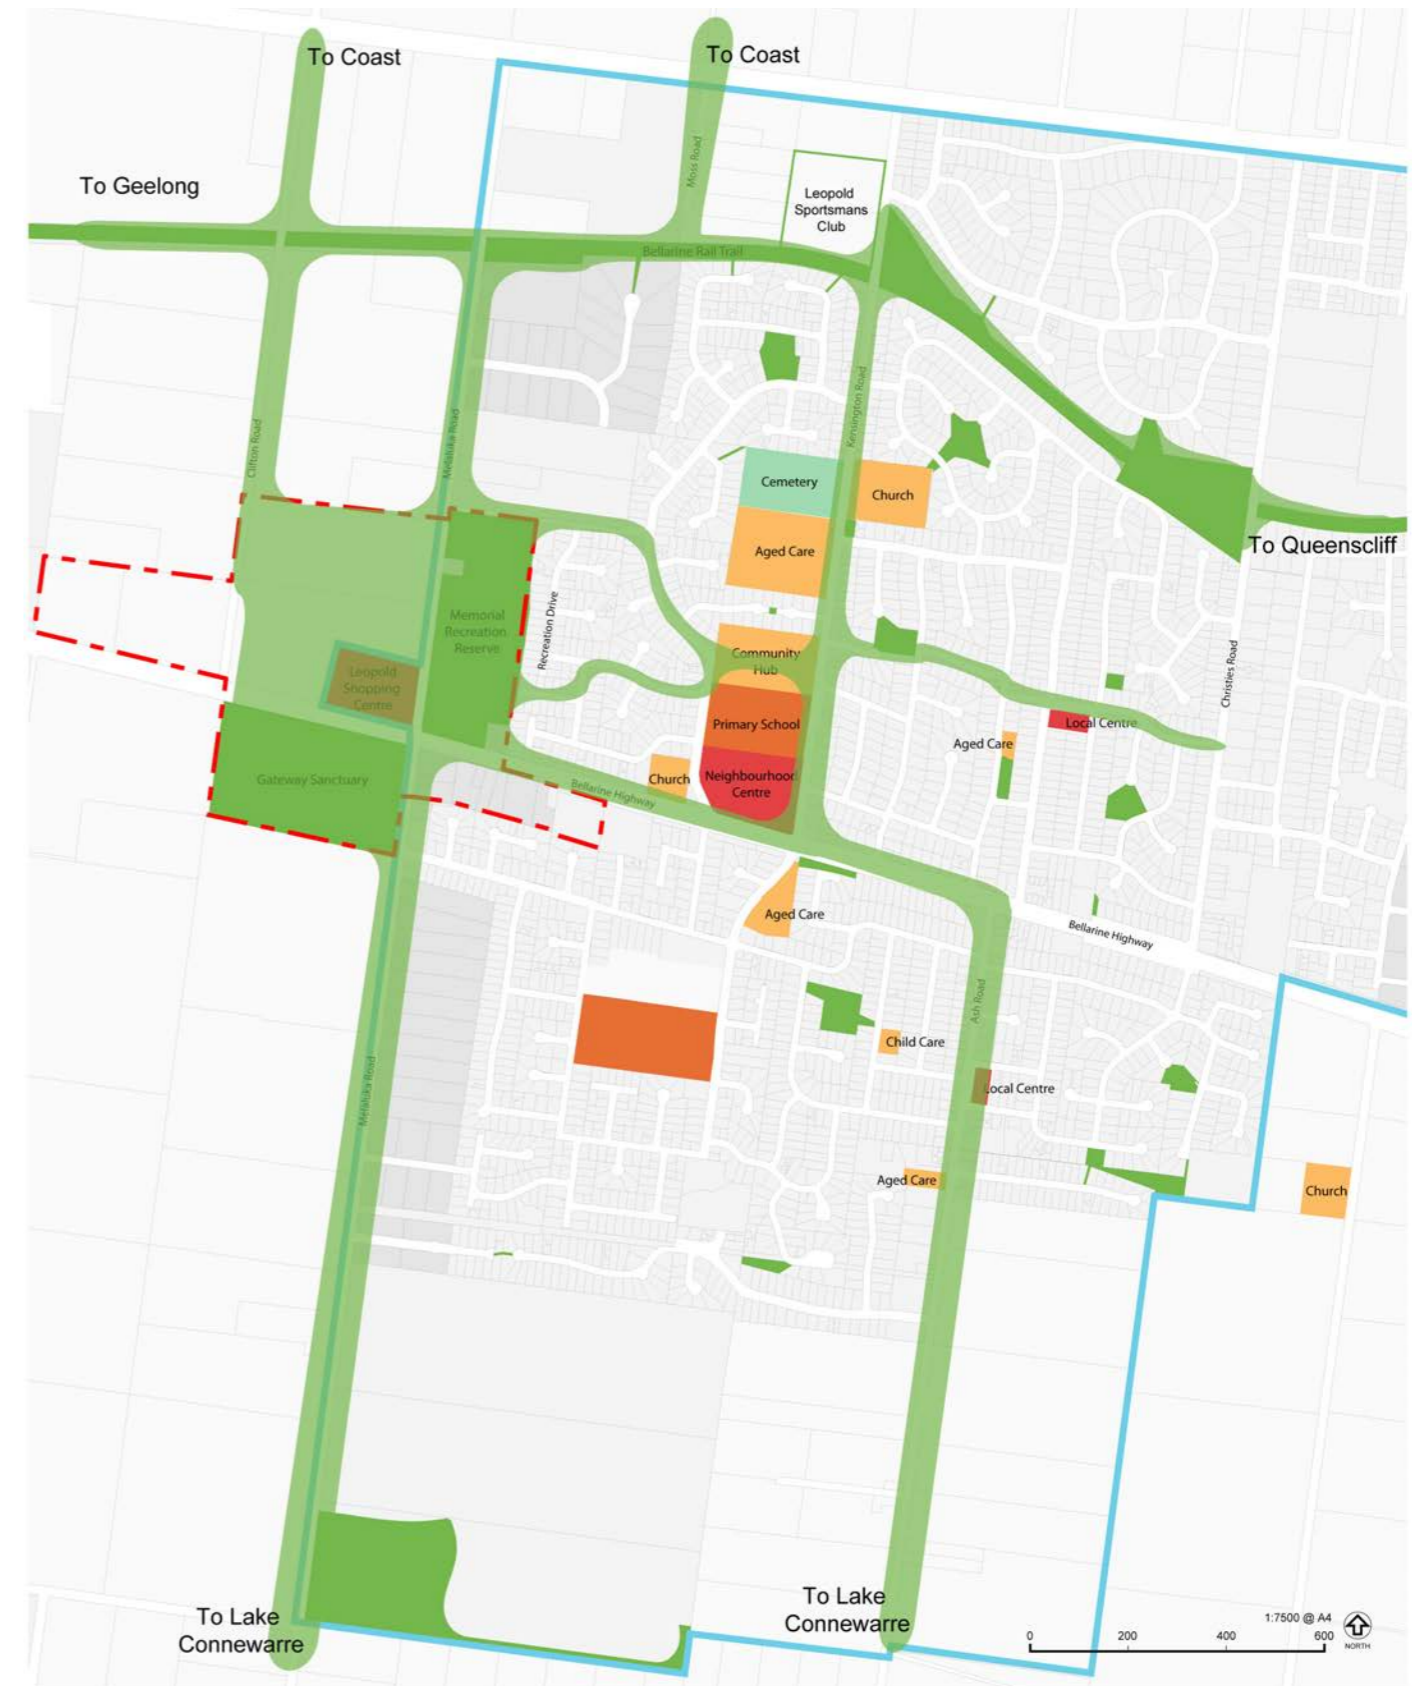 To Coast
To Coast
To Geelong
Moss Road
Leopold
Sportsmans
Club
Bellarine Rail Trail
Clifton Road
Melaluka Road
Kensington Road
Cemetery
Church
Aged Care
To Queenscliff
Memorial
Recreation
Reserve
Recreation Drive
Community
Hub
Leopold
Shopping
Centre
Christies Road
Primary School
Local Centre
Aged Care
Gateway Sanctuary
Church
Neighbourhood
Centre
Bellarine Highway
Aged Care
Bellarine Highway
Ash Road
Child Care
Melaluka Road
Local Centre
Aged Care
Church
To Lake
Connewarre
To Lake
Connewarre
1:7500 @ A4
0 200 400 600
NORTH